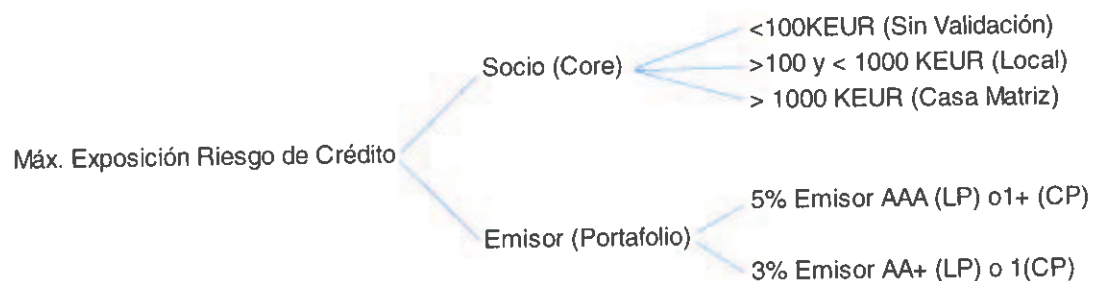 Máx. Exposición Riesgo de Crédito
Socio (Core)
<100KEUR (Sin Validación)
>100 y < 1000 KEUR (Local)
> 1000 KEUR (Casa Matriz)
Emisor (Portafolio)
5% Emisor AAA (LP) o1+ (CP)
3% Emisor AA+ (LP) o 1(CP)